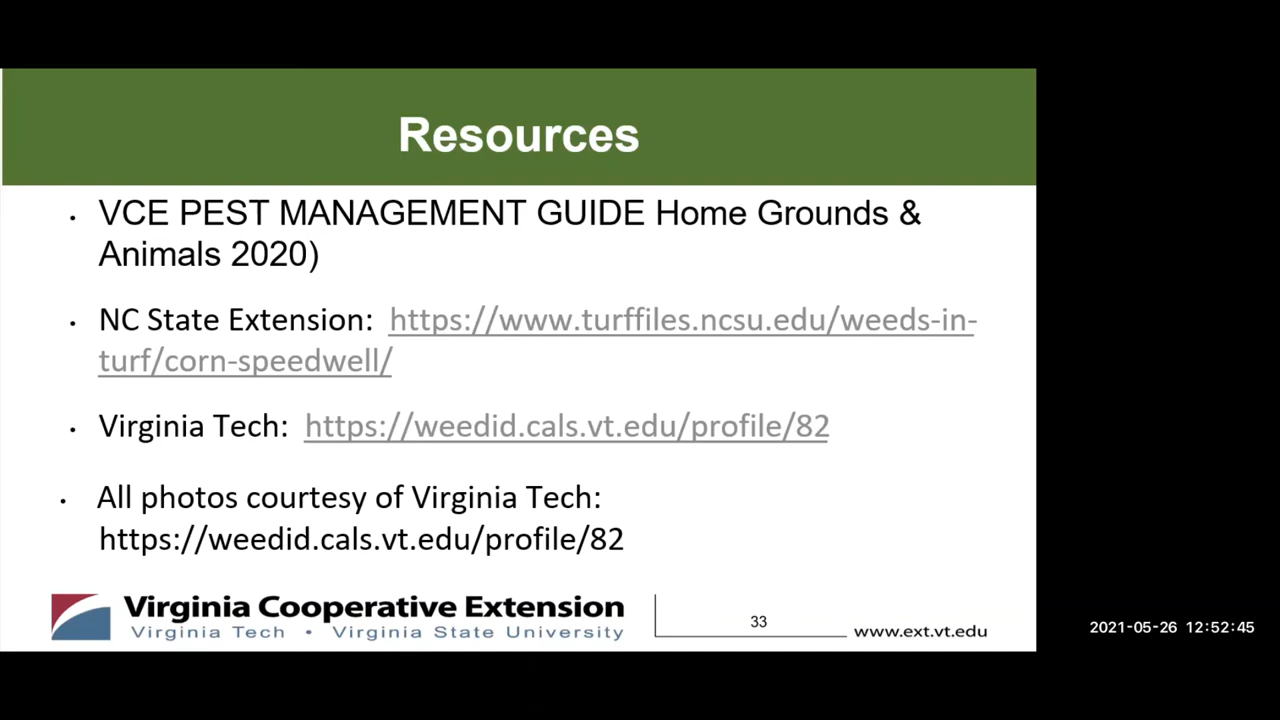 Resources
• VCE PEST MANAGEMENT GUIDE Home Grounds &
Animals 2020)
• NC State Extension: https://www.turffiles.ncsu.edu/weeds-in-
turf/corn-speedwell/
• Virginia Tech: https://weedid.cals.vt.edu/profile/82
• All photos courtesy of Virginia Tech:
https://weedid.cals.vt.edu/profile/82
Virginia Cooperative Extension
Virginia Tech • Virginia State University
33
www.ext.vt.edu
2021-05-26 12:52:45